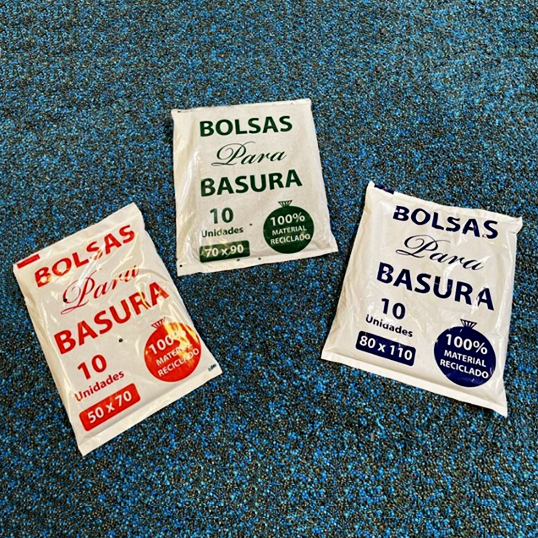 BOLSAS
Para
BASURA
10
Unidades
50 x 70
100%
MATERIAL
RECICLADO
BOLSAS
Para
BASURA
10
Unidades
70 x 90
100%
MATERIAL
RECICLADO
BOLSAS
Para
BASURA
10
Unidades
80 x 110
100%
MATERIAL
RECICLADO